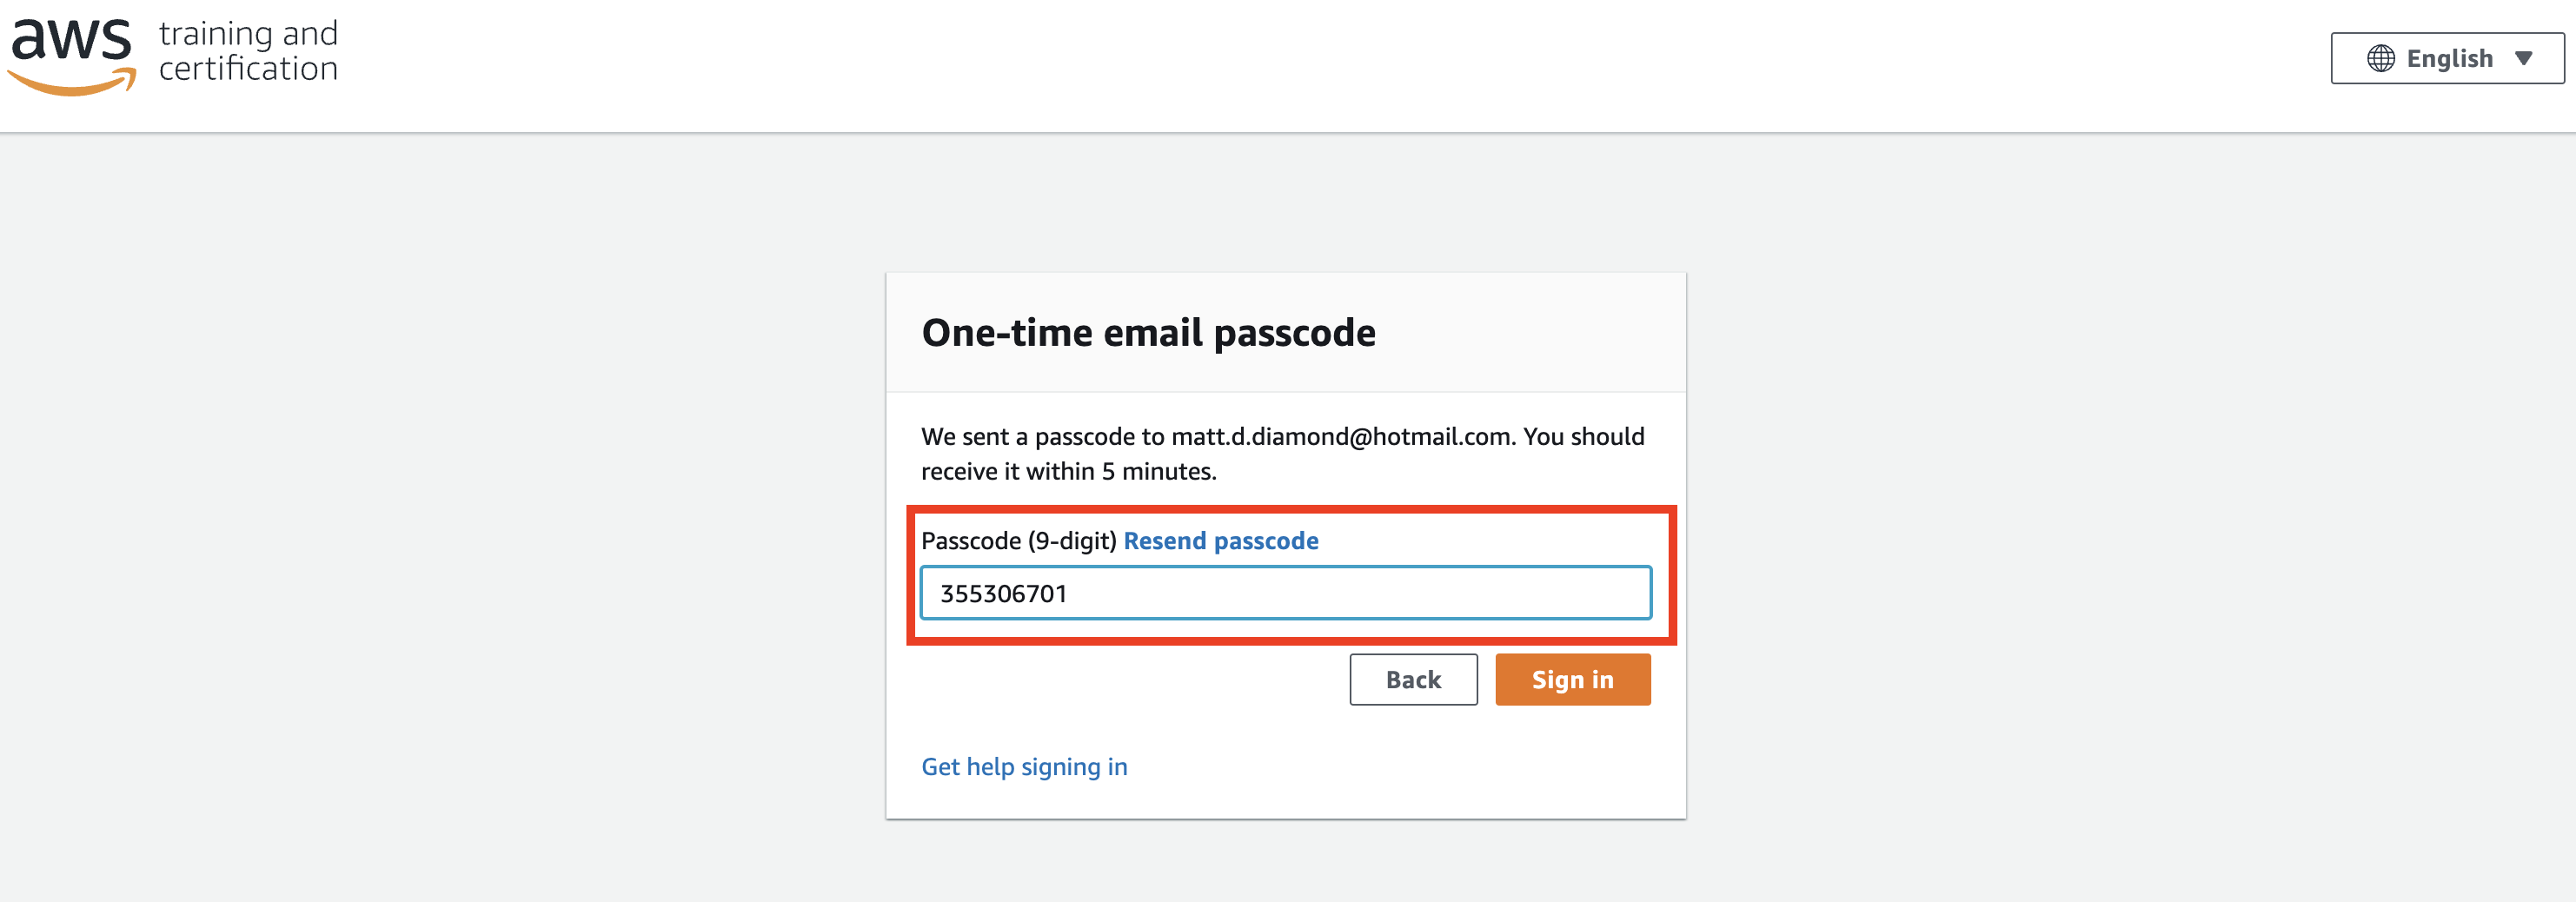 aws training and
certification
English
One-time email passcode
We sent a passcode to matt.d.diamond@hotmail.com. You should
receive it within 5 minutes.
Passcode (9-digit) Resend passcode
355306701
Back Sign in
Get help signing in